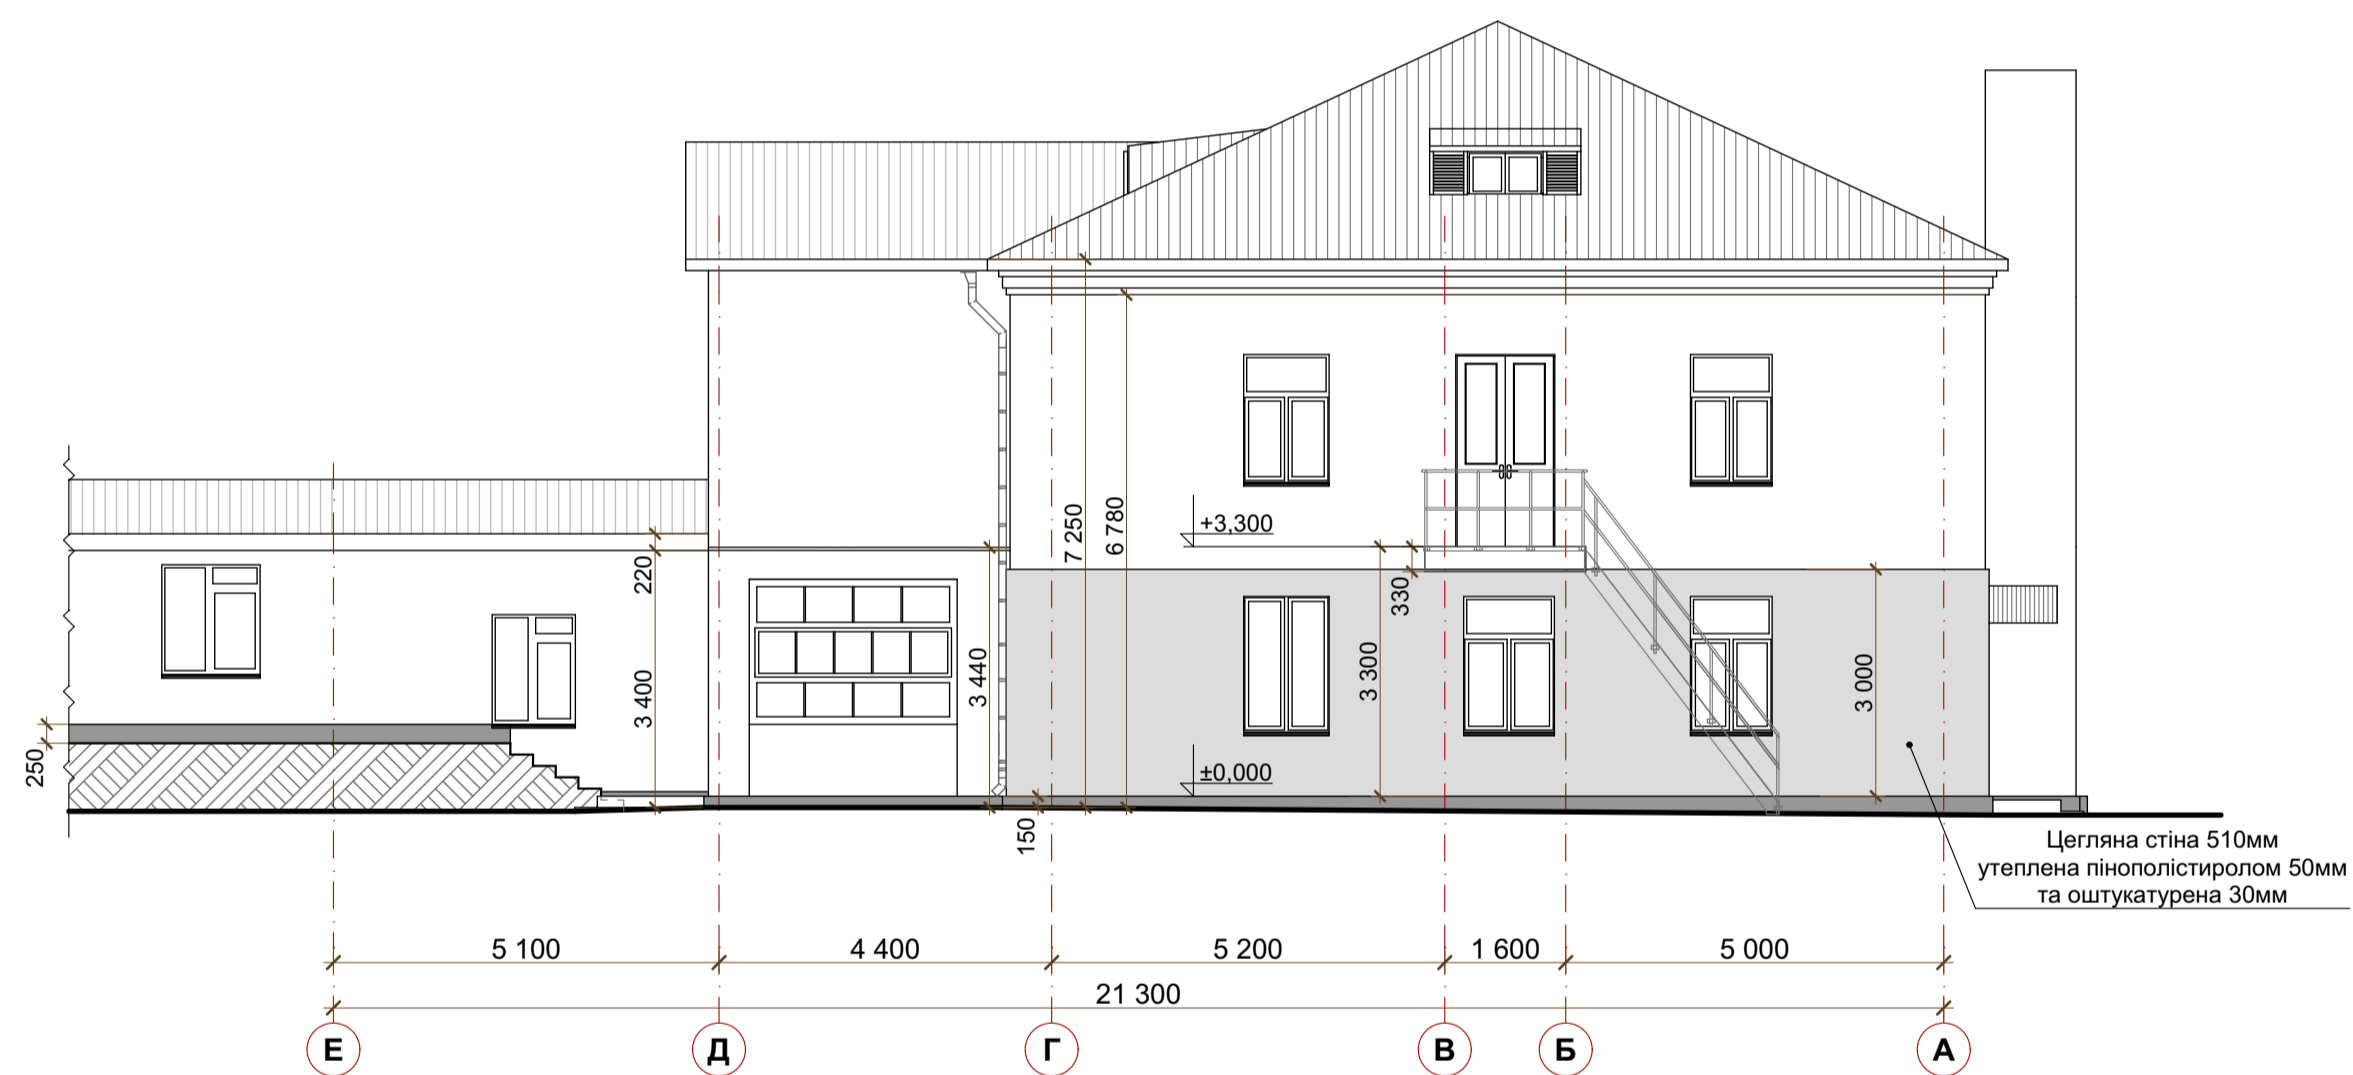 +3,300
7 250
6 780
220
330
3 400
3 440
3 300
3 000
250
±0,000
150
Цегляна стіна 510мм
утеплена пінополістиролом 50мм
та оштукатурена 30мм
5 100
4 400
5 200
1 600
5 000
21 300
Е
Д
Г
В
Б
А